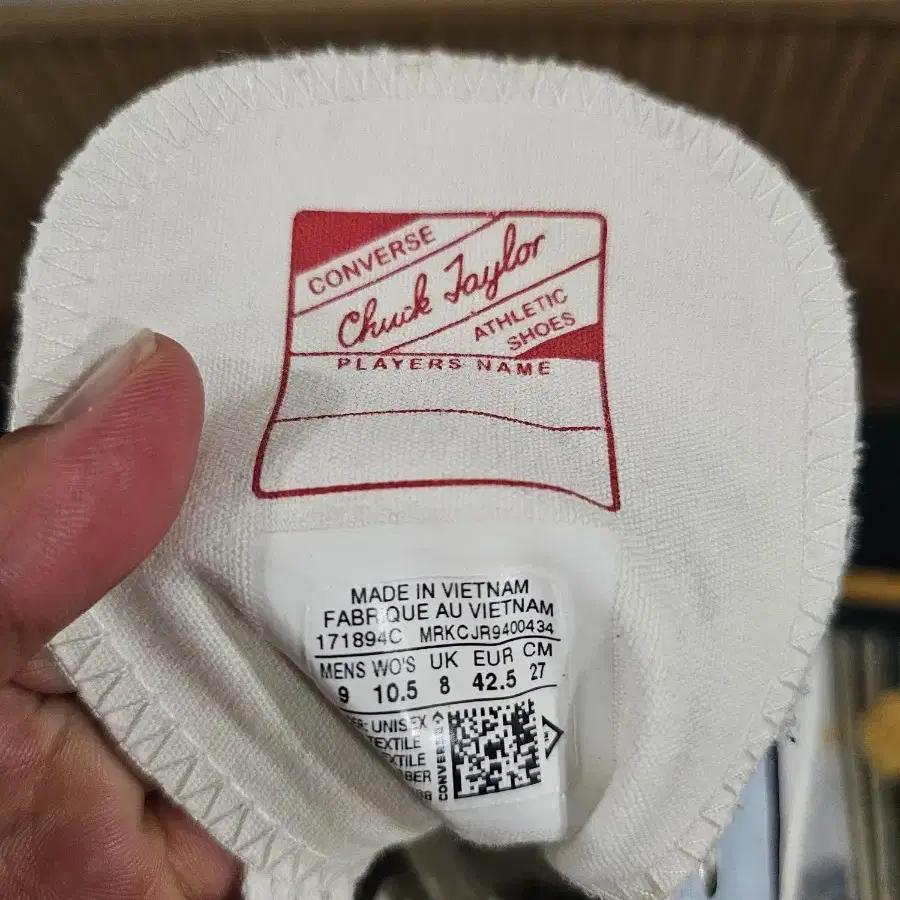 CONVERSE
Chuck Taylor
ATHLETIC
SHOES
PLAYERS NAME
MADE IN VIETNAM
FABRIQUE AU VIETNAM
171894C MRKCJR9400434
MENS WO'S UK EUR CM
9 10.5 8 42.5 27
UNISEX
TEXTILE
CONVERSE